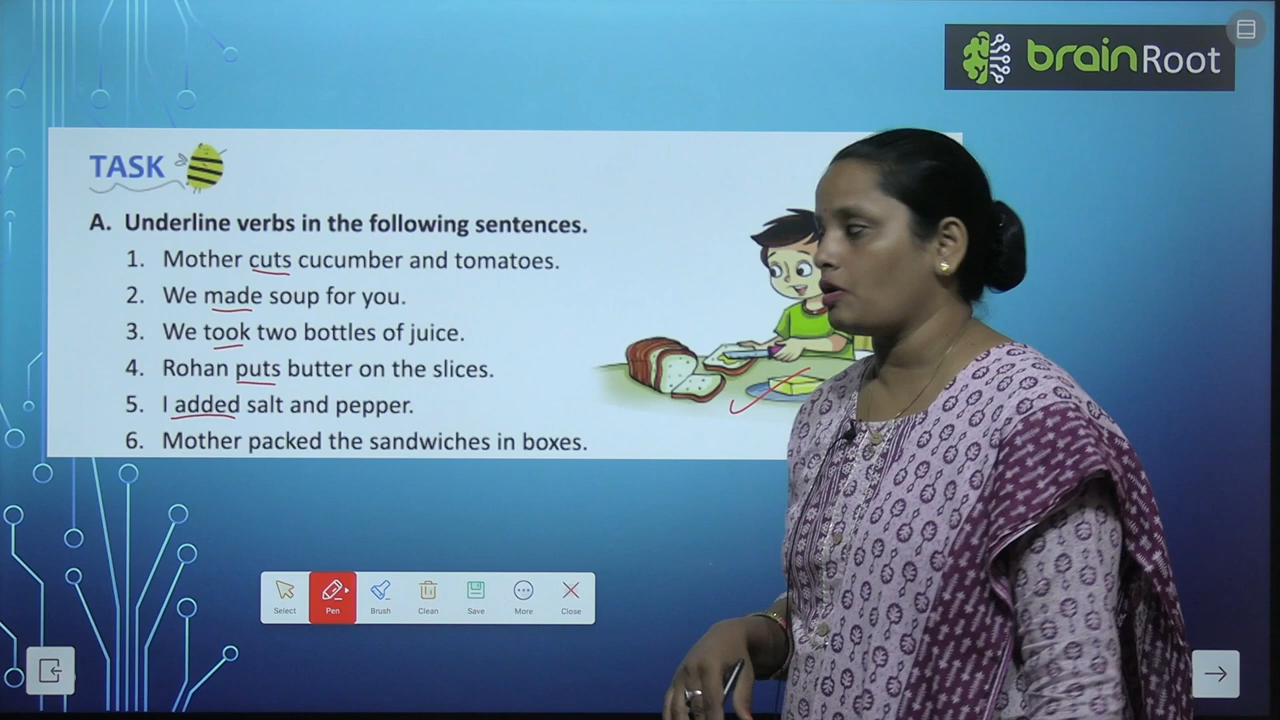 brainRoot
TASK
A. Underline verbs in the following sentences.
1. Mother cuts cucumber and tomatoes.
2. We made soup for you.
3. We took two bottles of juice.
4. Rohan puts butter on the slices.
5. I added salt and pepper.
6. Mother packed the sandwiches in boxes.
Select Pen Brush Clean Save More Close